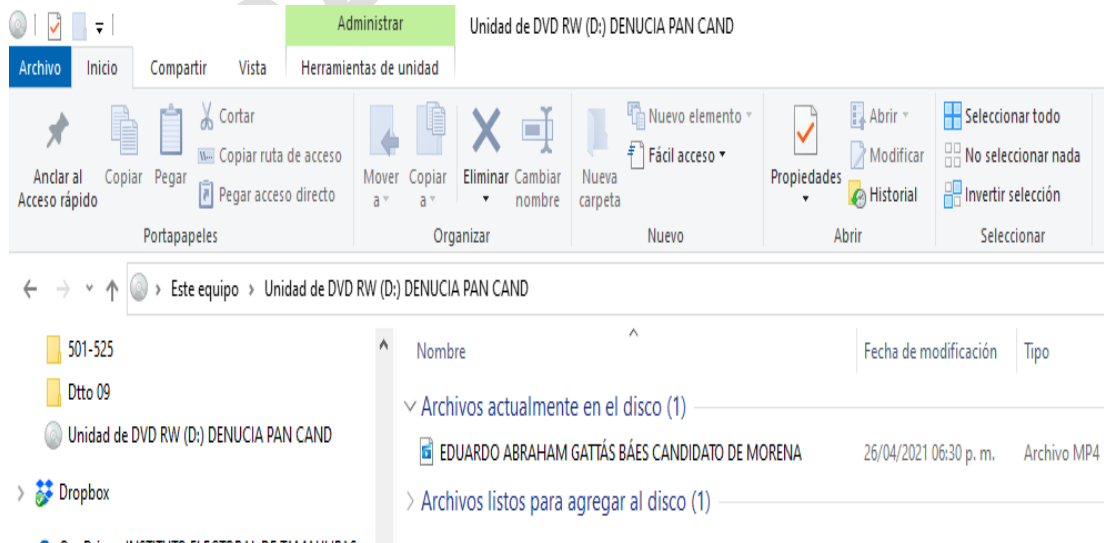 Administrar Unidad de DVD RW (D:) DENUCIA PAN CAND
Archivo Inicio Compartir Vista Herramientas de unidad
Anclar al Acceso rápido
Copiar
Pegar
Cortar
Copiar ruta de acceso
Pegar acceso directo
Portapapeles
Mover a
Copiar a
Eliminar
Cambiar nombre
Organizar
Nueva carpeta
Nuevo elemento
Fácil acceso
Nuevo
Propiedades
Abrir
Modificar
Historial
Abrir
Seleccionar todo
No seleccionar nada
Invertir selección
Seleccionar
Este equipo > Unidad de DVD RW (D:) DENUCIA PAN CAND
501-525
Dtto 09
Unidad de DVD RW (D:) DENUCIA PAN CAND
Dropbox
Nombre Fecha de modificación Tipo
Archivos actualmente en el disco (1)
EDUARDO ABRAHAM GATTÁS BÁES CANDIDATO DE MORENA 26/04/2021 06:30 p. m. Archivo MP4
Archivos listos para agregar al disco (1)